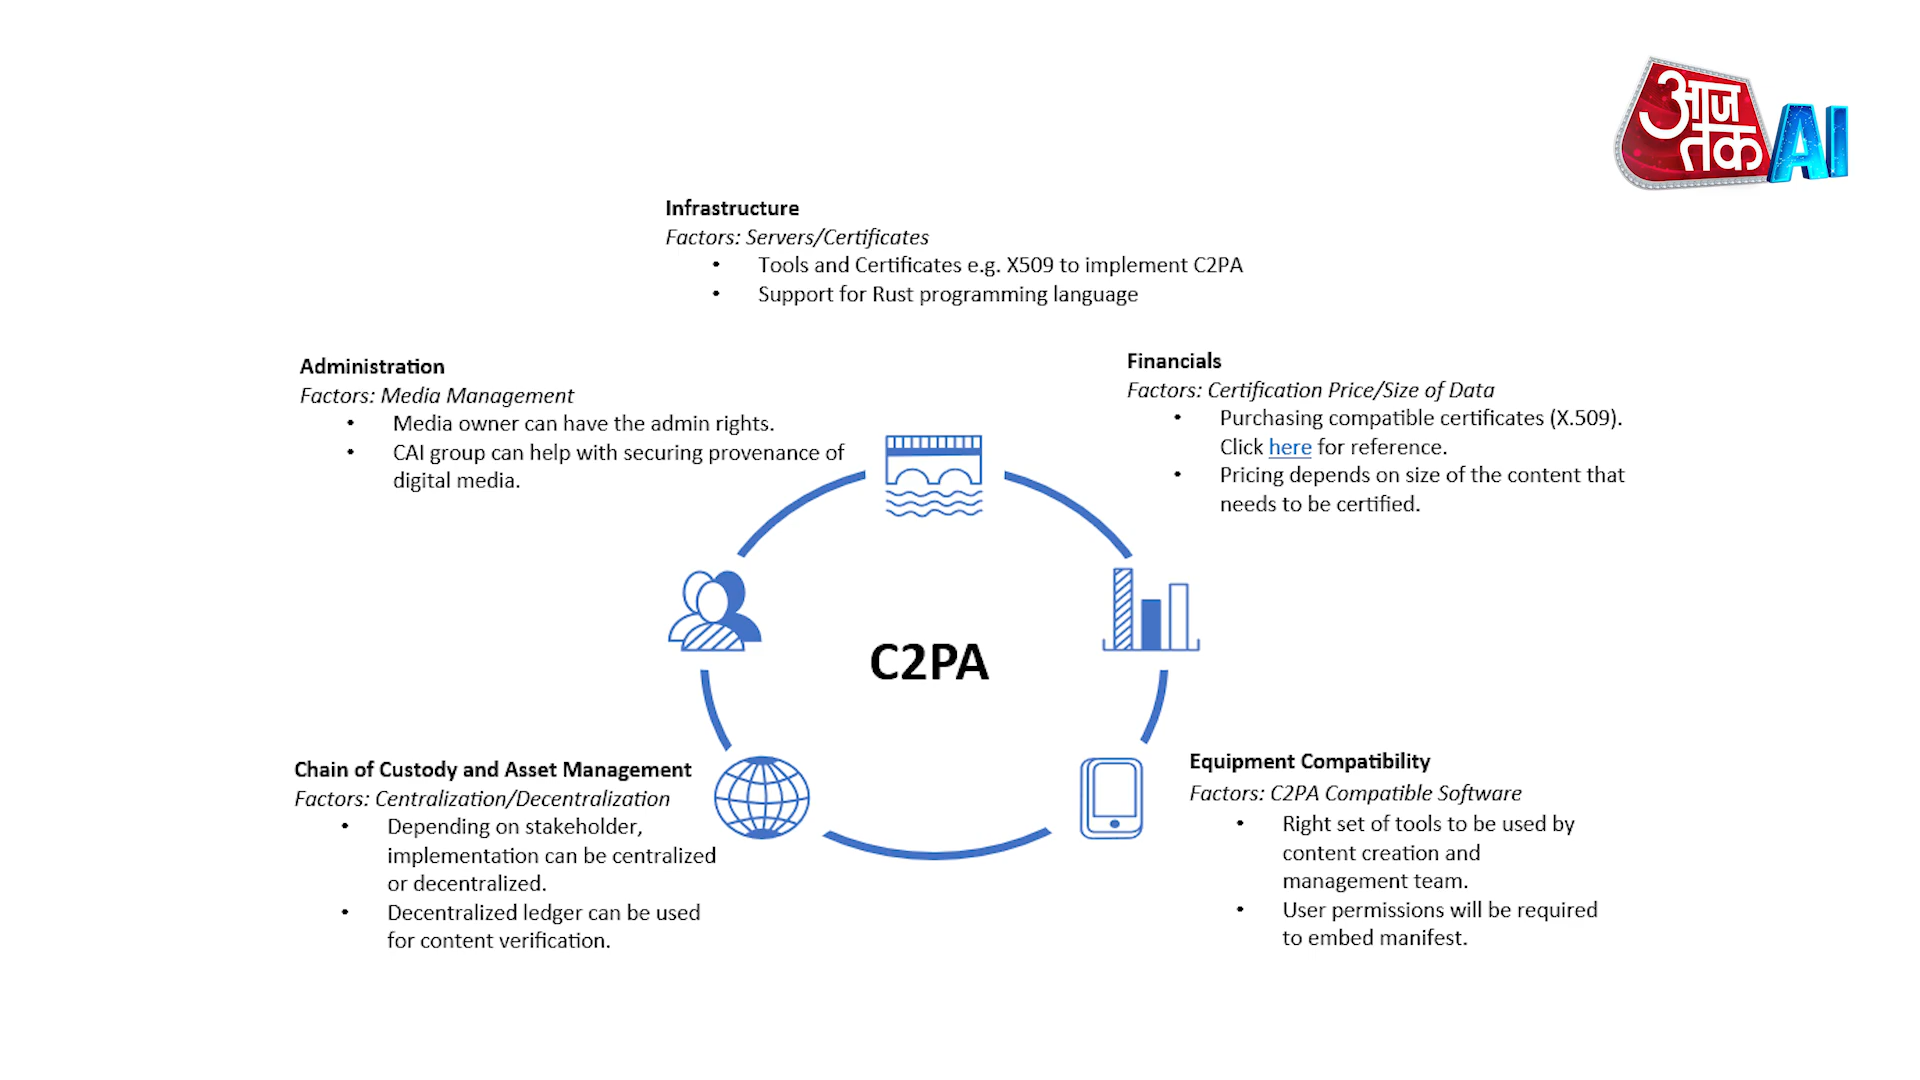 आज
तक
AI
Infrastructure
Factors: Servers/Certificates
• Tools and Certificates e.g. X509 to implement C2PA
• Support for Rust programming language
Administration
Factors: Media Management
• Media owner can have the admin rights.
• CAI group can help with securing provenance of
digital media.
Financials
Factors: Certification Price/Size of Data
• Purchasing compatible certificates (X.509).
Click here for reference.
• Pricing depends on size of the content that
needs to be certified.
C2PA
Chain of Custody and Asset Management
Factors: Centralization/Decentralization
• Depending on stakeholder,
implementation can be centralized
or decentralized.
• Decentralized ledger can be used
for content verification.
Equipment Compatibility
Factors: C2PA Compatible Software
• Right set of tools to be used by
content creation and
management team.
• User permissions will be required
to embed manifest.